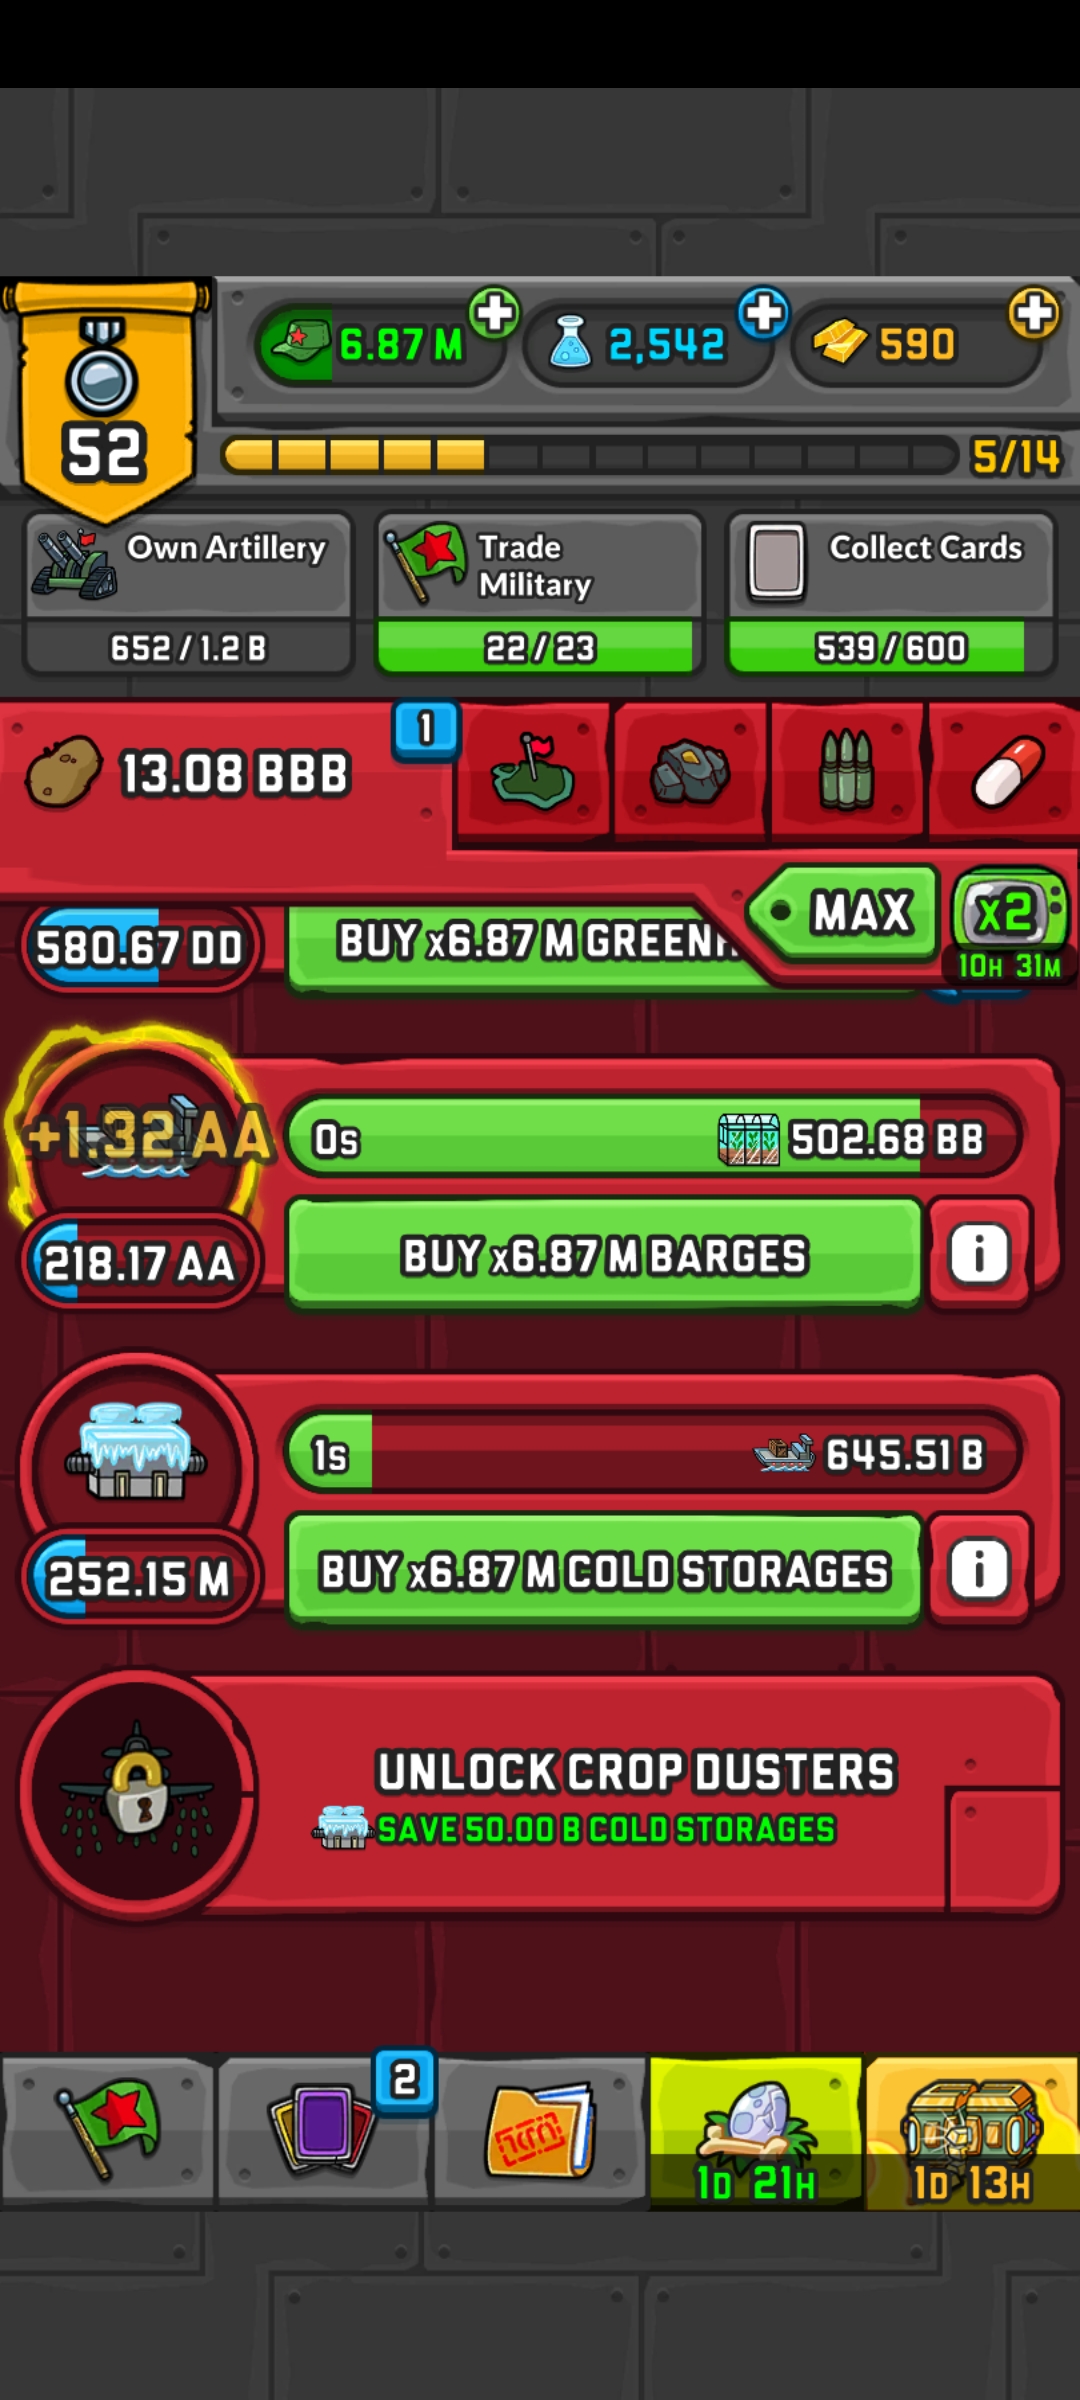 6.87 M
2,542
590
52
5/14
Own Artillery
652 / 1.2 B
Trade
Military
22 / 23
Collect Cards
539 / 600
13.08 BBB
1
MAX
x2
10H 31M
580.67 DD
BUY x6.87 M GREENH
+1.32 AA
0s
502.68 BB
218.17 AA
BUY x6.87 M BARGES
i
1s
645.51 B
252.15 M
BUY x6.87 M COLD STORAGES
i
UNLOCK CROP DUSTERS
SAVE 50.00 B COLD STORAGES
2
1D 21H
1D 13H